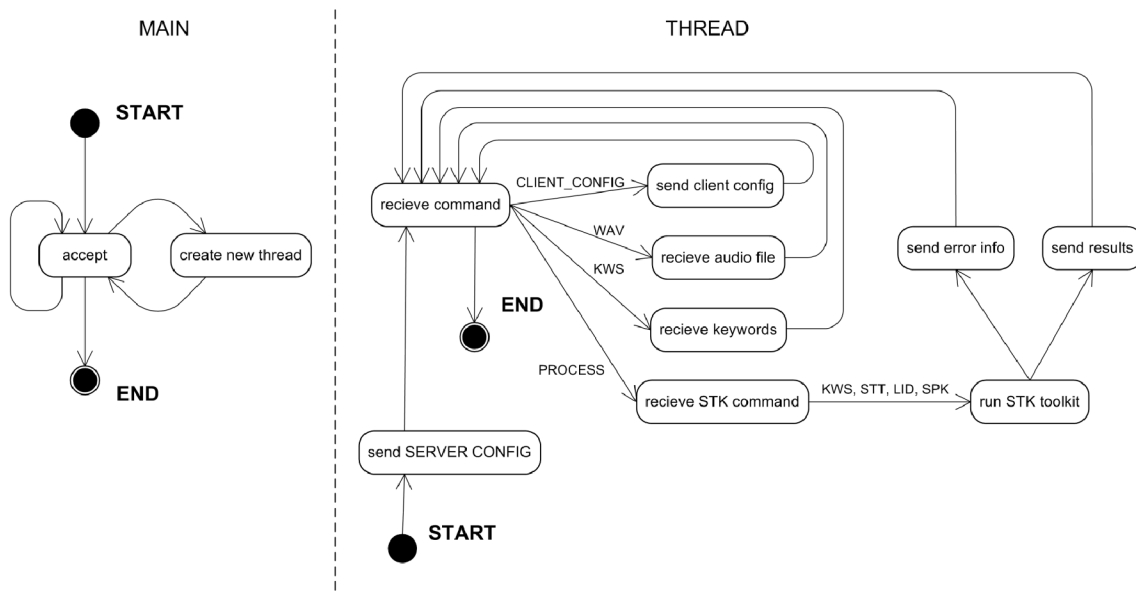 MAIN
THREAD
START
accept
create new thread
END
recieve command
CLIENT_CONFIG
send client config
WAV
recieve audio file
KWS
recieve keywords
END
PROCESS
recieve STK command
KWS, STT, LID, SPK
run STK toolkit
send error info
send results
send SERVER CONFIG
START